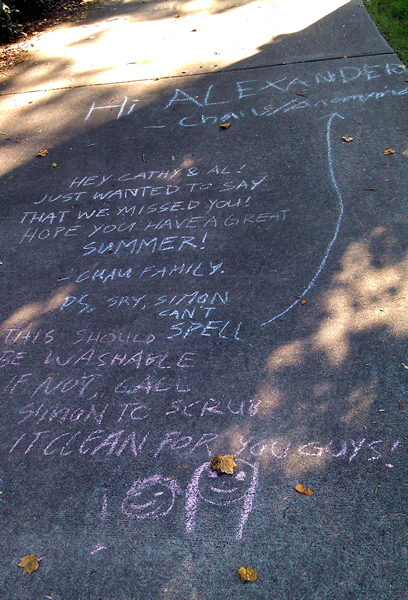 Hi ALEXANDER
HEY CATHY & AL!
JUST WANTED TO SAY
THAT WE MISSED YOU!
HOPE YOU HAVE A GREAT
SUMMER!
- CHAU FAMILY.
PS, SRY, SIMON
CAN'T
SPELL
THIS SHOULD
BE WASHABLE
IF NOT, CALL
SIMON TO SCRUB
IT CLEAN FOR YOU GUYS!